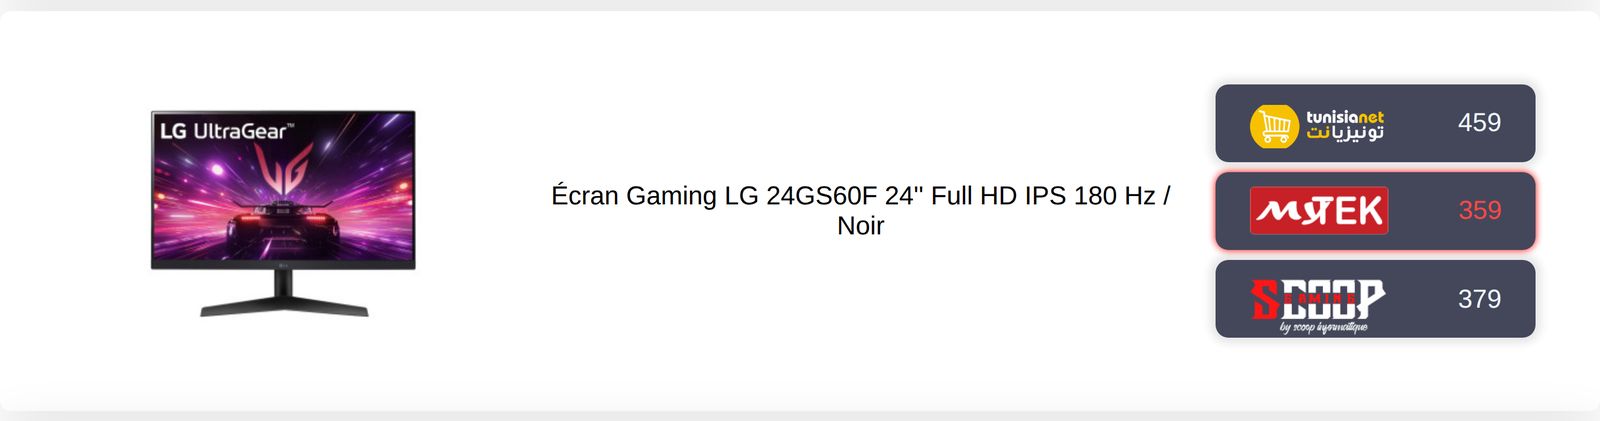 LG UltraGear™
Écran Gaming LG 24GS60F 24" Full HD IPS 180 Hz /
Noir
tunisianet
تونيزيانت
459
MYTEK
359
SCOOP
GAMING
by scoop informatique
379